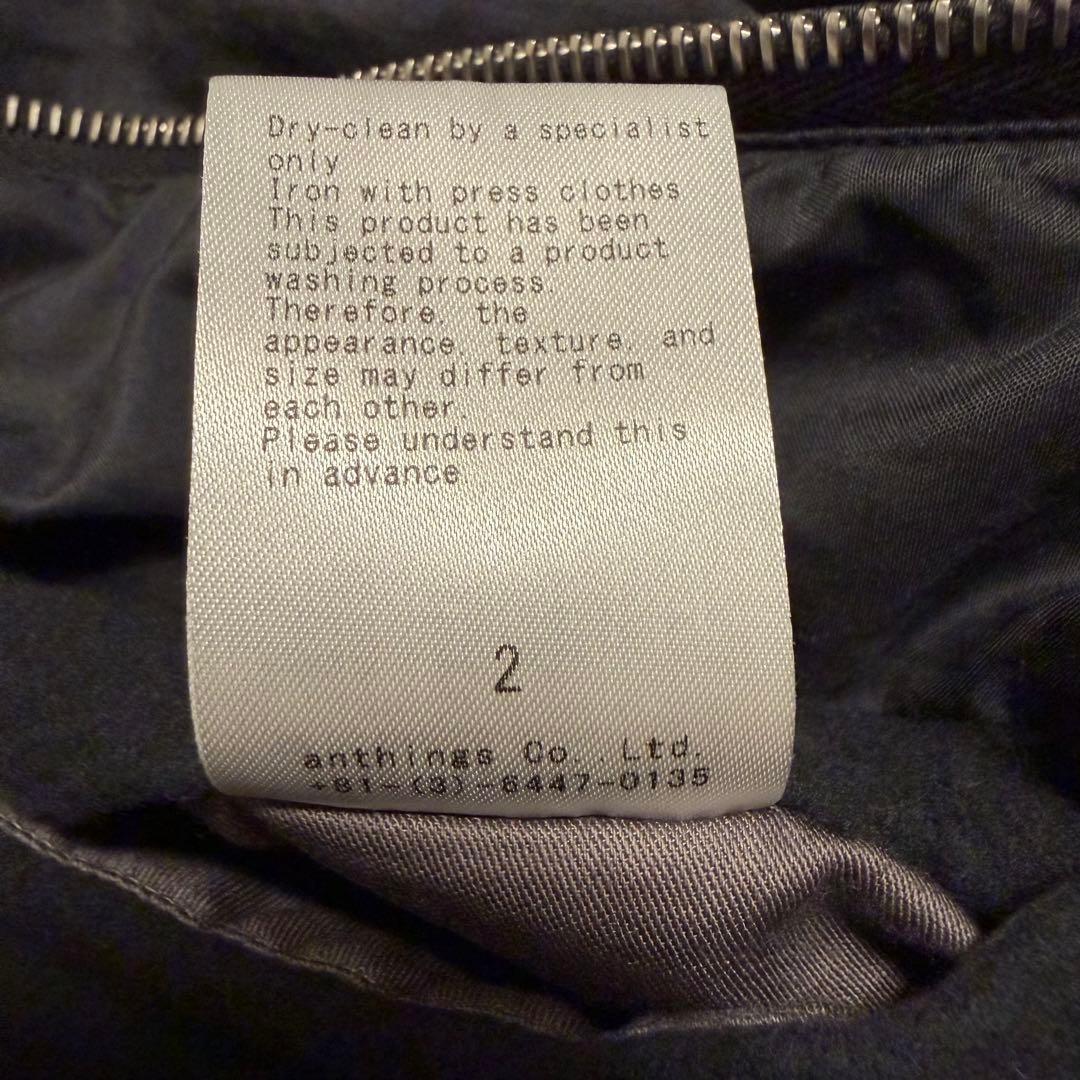 Dry-clean by a specialist
only
Iron with press clothes
This product has been
subjected to a product
washing process.
Therefore, the
appearance, texture, and
size may differ from
each other.
Please understand this
in advance.
2
anthings Co.,Ltd.
+81-(3)-6447-0135